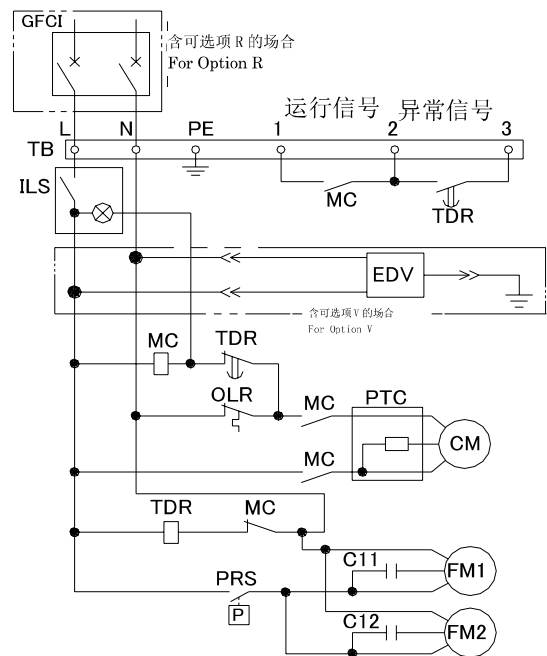 GFCI
含可选项 R 的场合
For Option R
运行信号 异常信号
L N PE 1 2 3
TB
ILS
MC
TDR
EDV
含可选项 V 的场合
For Option V
MC TDR
OLR
MC PTC
CM
MC
TDR MC
C11
FM1
PRS
P
C12
FM2